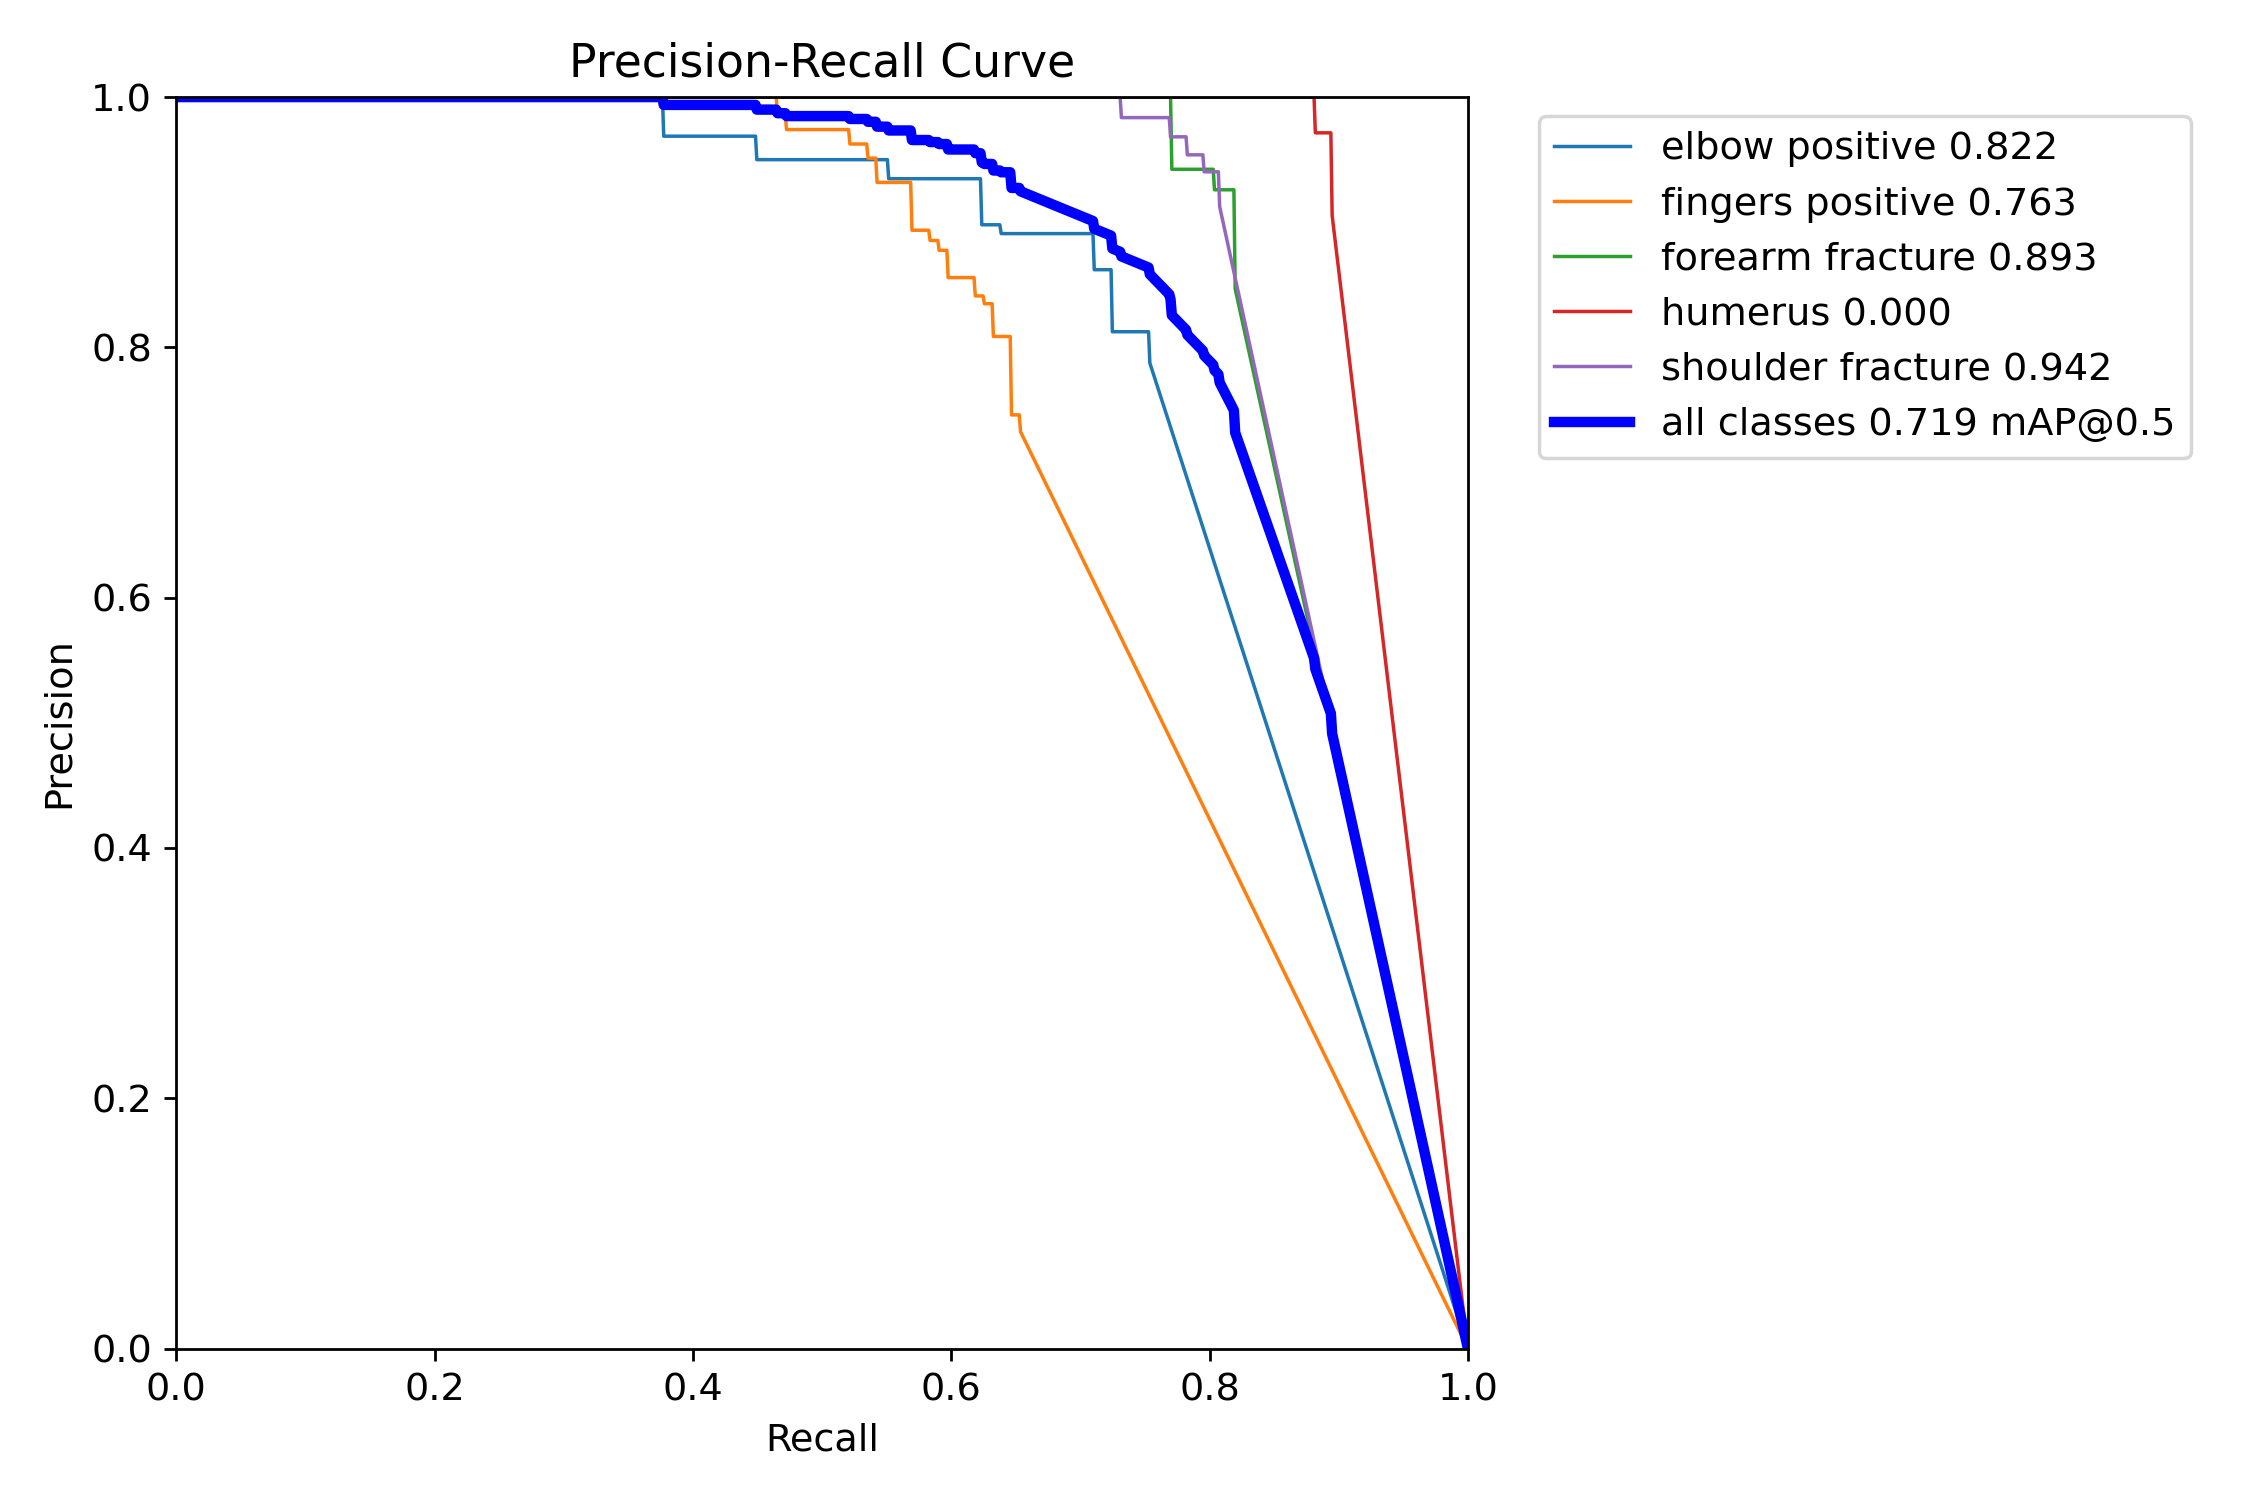 Precision-Recall Curve
1.0
0.8
0.6
0.4
0.2
0.0
Precision
0.0 0.2 0.4 0.6 0.8 1.0
Recall
elbow positive 0.822
fingers positive 0.763
forearm fracture 0.893
humerus 0.000
shoulder fracture 0.942
all classes 0.719 mAP@0.5